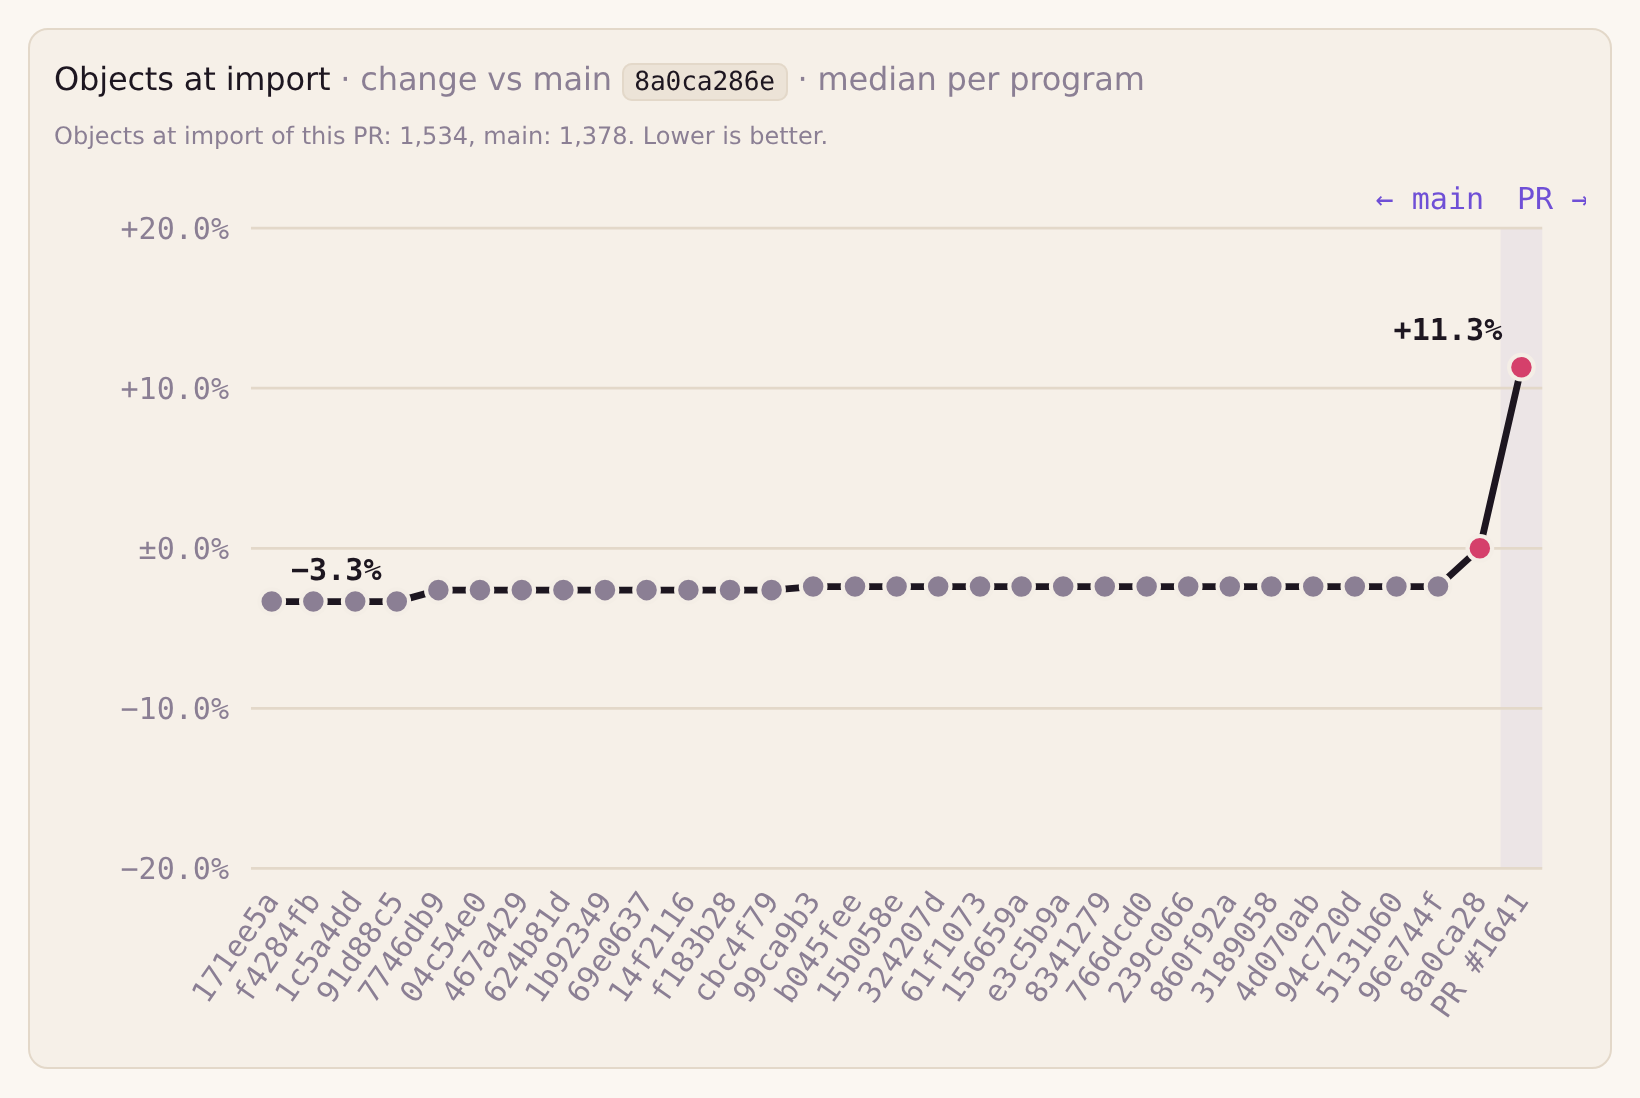 Objects at import · change vs main 8a0ca286e · median per program
Objects at import of this PR: 1,534, main: 1,378. Lower is better.
← main PR →
+20.0%
+11.3%
+10.0%
±0.0%
−3.3%
−10.0%
−20.0%
171ee5a
f4284fb
1c5a4dd
91d88c5
7746db9
04c54e0
467a429
624b81d
1b92349
69e0637
14f2116
f183b28
cbc4f79
99ca9b3
b045fee
15b058e
324207d
61f1073
156659a
e3c5b9a
8341279
766dcd0
239c066
860f92a
3189058
4d070ab
94c720d
5131b60
96e744f
8a0ca28
PR #1641